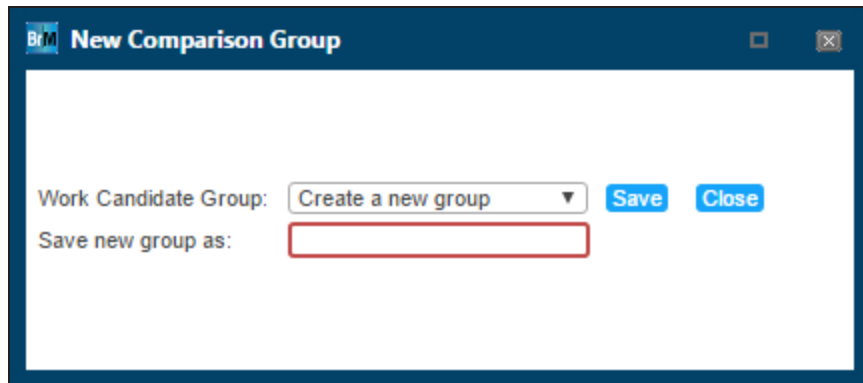 BrM New Comparison Group
Work Candidate Group: Create a new group ▼ Save Close
Save new group as: